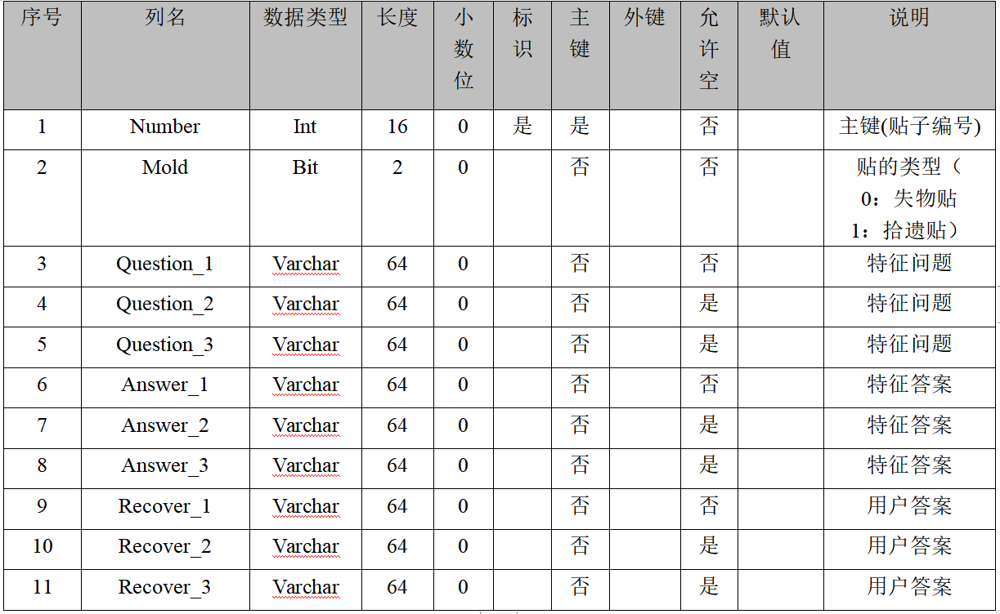 序号 列名 数据类型 长度 小数位 标识 主键 外键 允许空 默认值 说明
1 Number Int 16 0 是 是 否 主键(贴子编号)
2 Mold Bit 2 0 否 否 贴的类型（
0：失物贴
1：拾遗贴）
3 Question_1 Varchar 64 0 否 否 特征问题
4 Question_2 Varchar 64 0 否 是 特征问题
5 Question_3 Varchar 64 0 否 是 特征问题
6 Answer_1 Varchar 64 0 否 否 特征答案
7 Answer_2 Varchar 64 0 否 是 特征答案
8 Answer_3 Varchar 64 0 否 是 特征答案
9 Recover_1 Varchar 64 0 否 否 用户答案
10 Recover_2 Varchar 64 0 否 是 用户答案
11 Recover_3 Varchar 64 0 否 是 用户答案